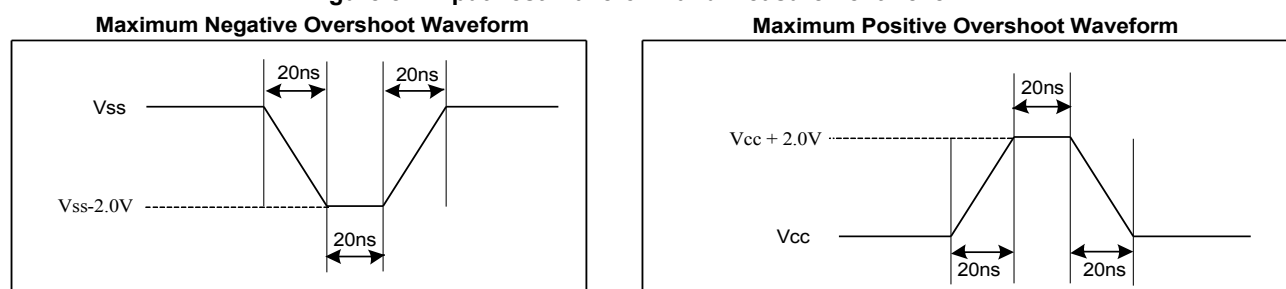 Maximum Negative Overshoot Waveform
20ns
20ns
Vss
Vss-2.0V
20ns
Maximum Positive Overshoot Waveform
20ns
Vcc + 2.0V
Vcc
20ns
20ns